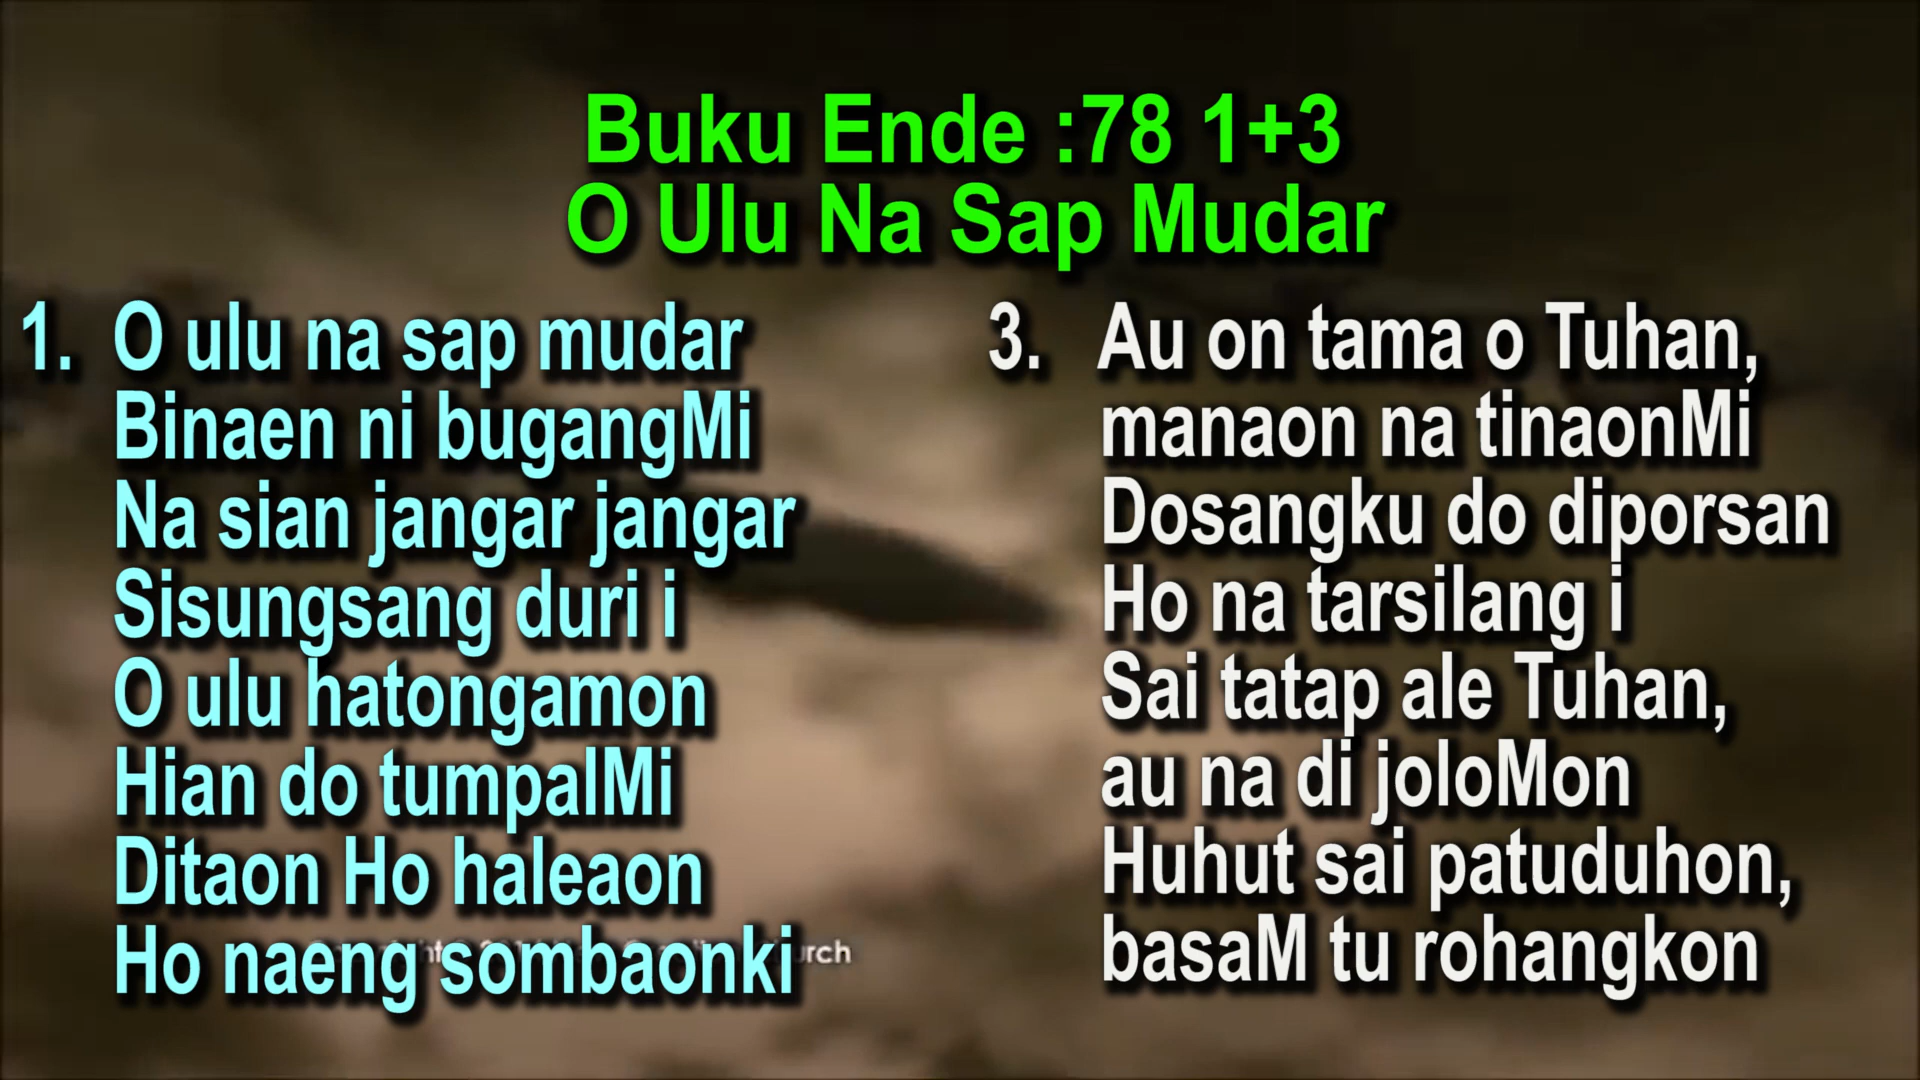 Buku Ende :78 1+3
O Ulu Na Sap Mudar
1. O ulu na sap mudar
Binaen ni bugangMi
Na sian jangar jangar
Sisungsang duri i
O ulu hatongamon
Hian do tumpalMi
Ditaon Ho haleaon
Ho naeng sombaonki
3. Au on tama o Tuhan,
manaon na tinaonMi
Dosangku do diporsan
Ho na tarsilang i
Sai tatap ale Tuhan,
au na di joloMon
Huhut sai patuduhon,
basaM tu rohangkon